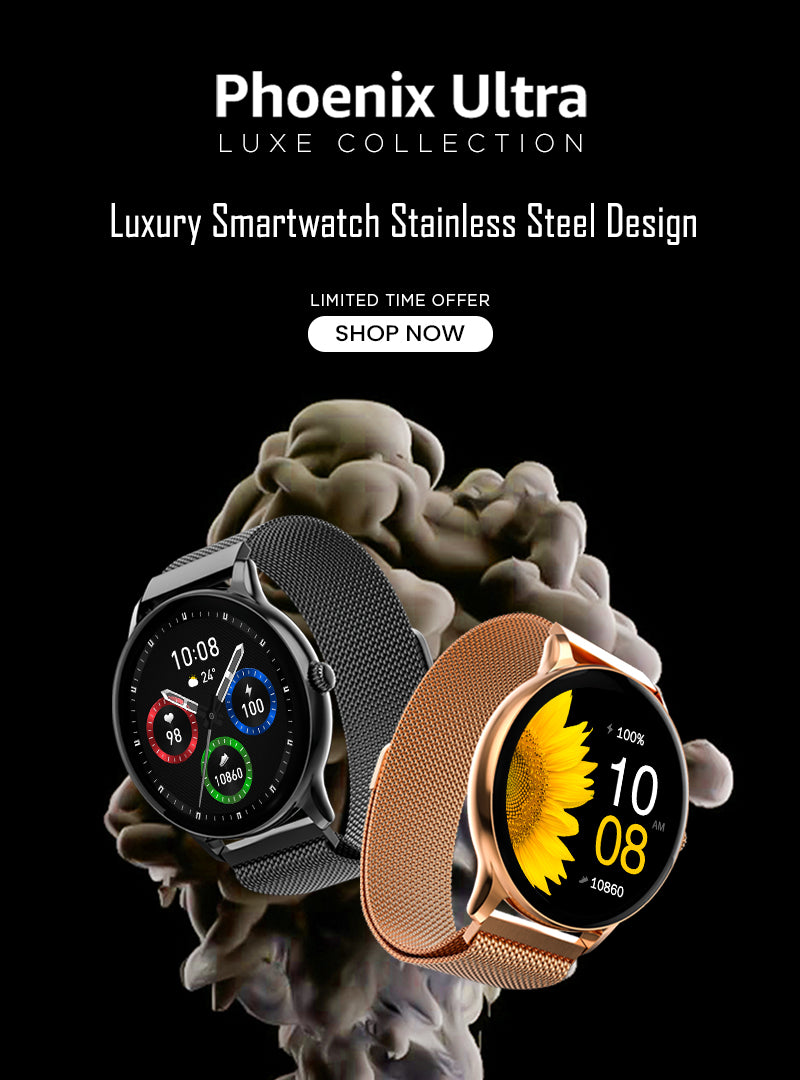 Phoenix Ultra
LUXE COLLECTION
Luxury Smartwatch Stainless Steel Design
LIMITED TIME OFFER
SHOP NOW
10:08
24°
98
100
10860
100%
10
AM
08
10860